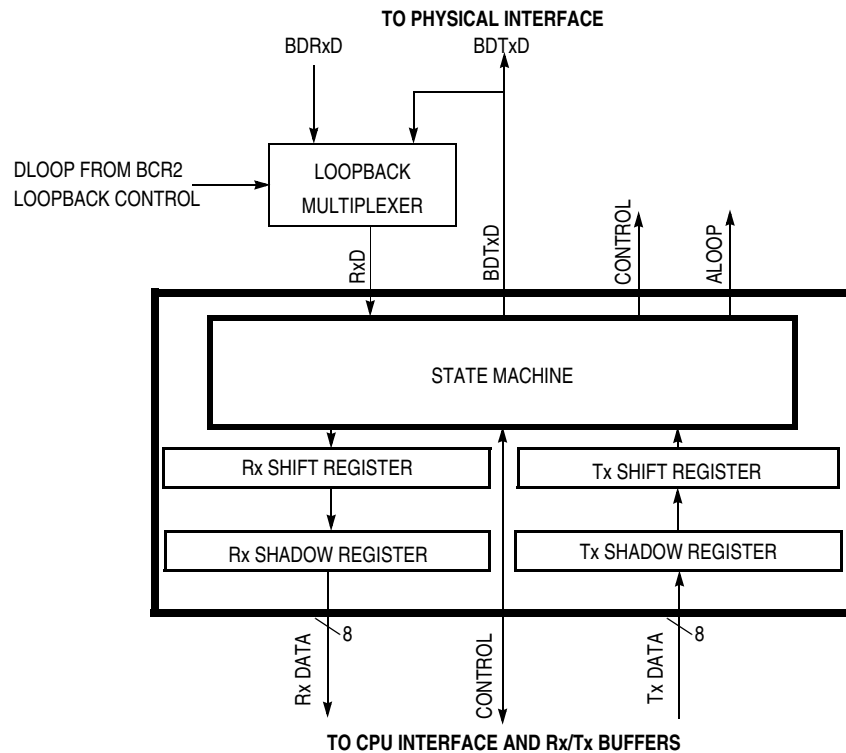 TO PHYSICAL INTERFACE
BDRxD
BDTxD
DLOOP FROM BCR2
LOOPBACK CONTROL
LOOPBACK
MULTIPLEXER
RxD
BDTxD
CONTROL
ALOOP
STATE MACHINE
Rx SHIFT REGISTER
Tx SHIFT REGISTER
Rx SHADOW REGISTER
Tx SHADOW REGISTER
8
8
Rx DATA
CONTROL
Tx DATA
TO CPU INTERFACE AND Rx/Tx BUFFERS